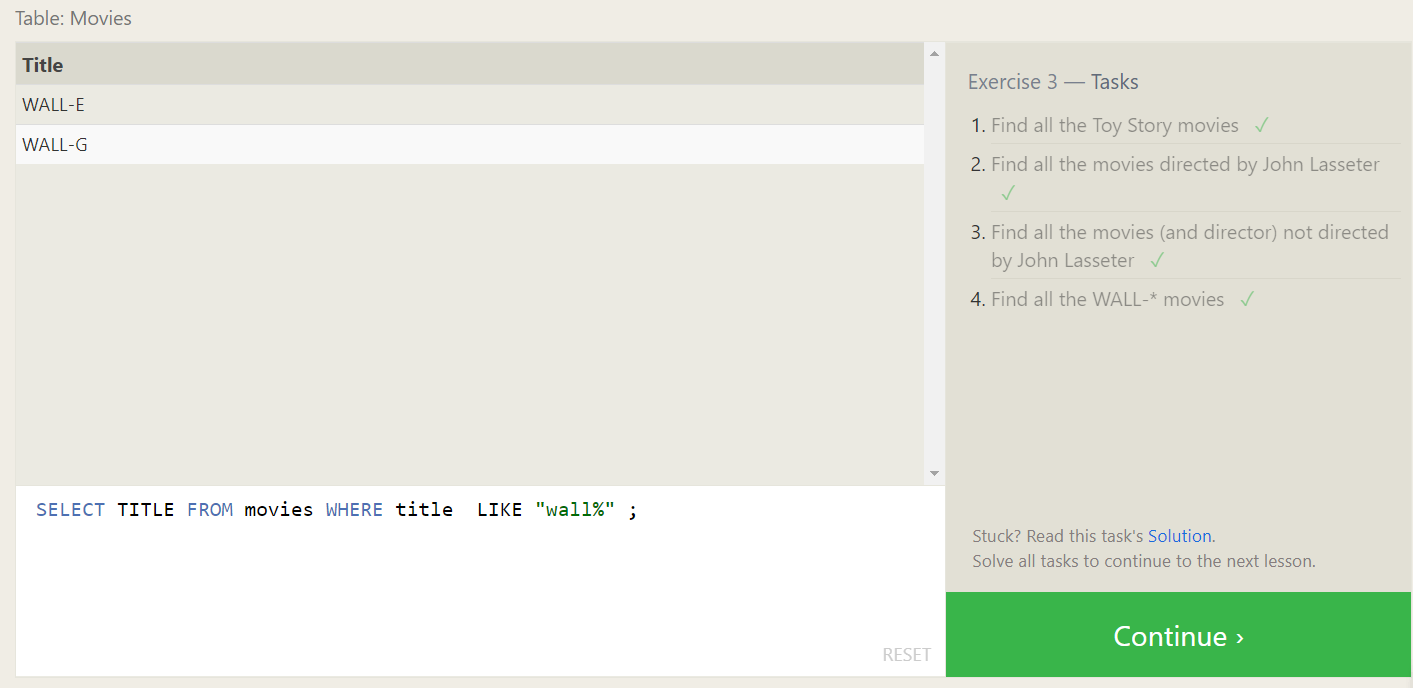 Table: Movies
Title
WALL-E
WALL-G
SELECT TITLE FROM movies WHERE title  LIKE "wall%" ;
RESET
Exercise 3 — Tasks
1. Find all the Toy Story movies ✓
2. Find all the movies directed by John Lasseter
✓
3. Find all the movies (and director) not directed
by John Lasseter ✓
4. Find all the WALL-* movies ✓
Stuck? Read this task's Solution.
Solve all tasks to continue to the next lesson.
Continue ›